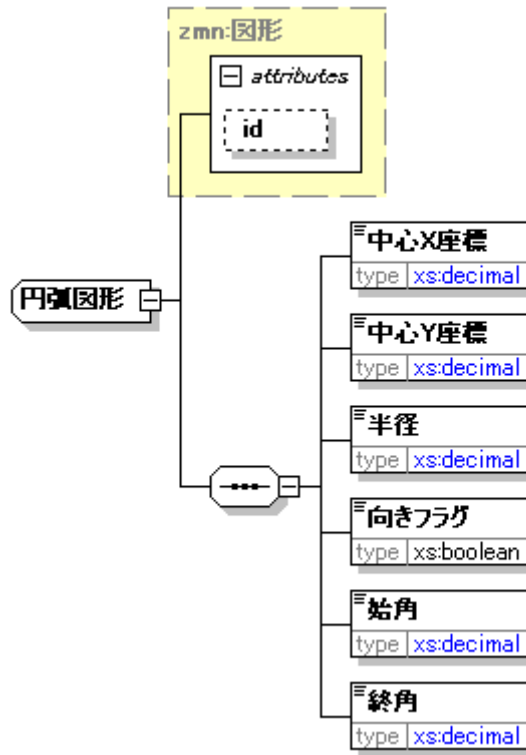 zmn:図形
attributes
id
円弧図形
中心X座標
type xs:decimal
中心Y座標
type xs:decimal
半径
type xs:decimal
向きフラグ
type xs:boolean
始角
type xs:decimal
終角
type xs:decimal